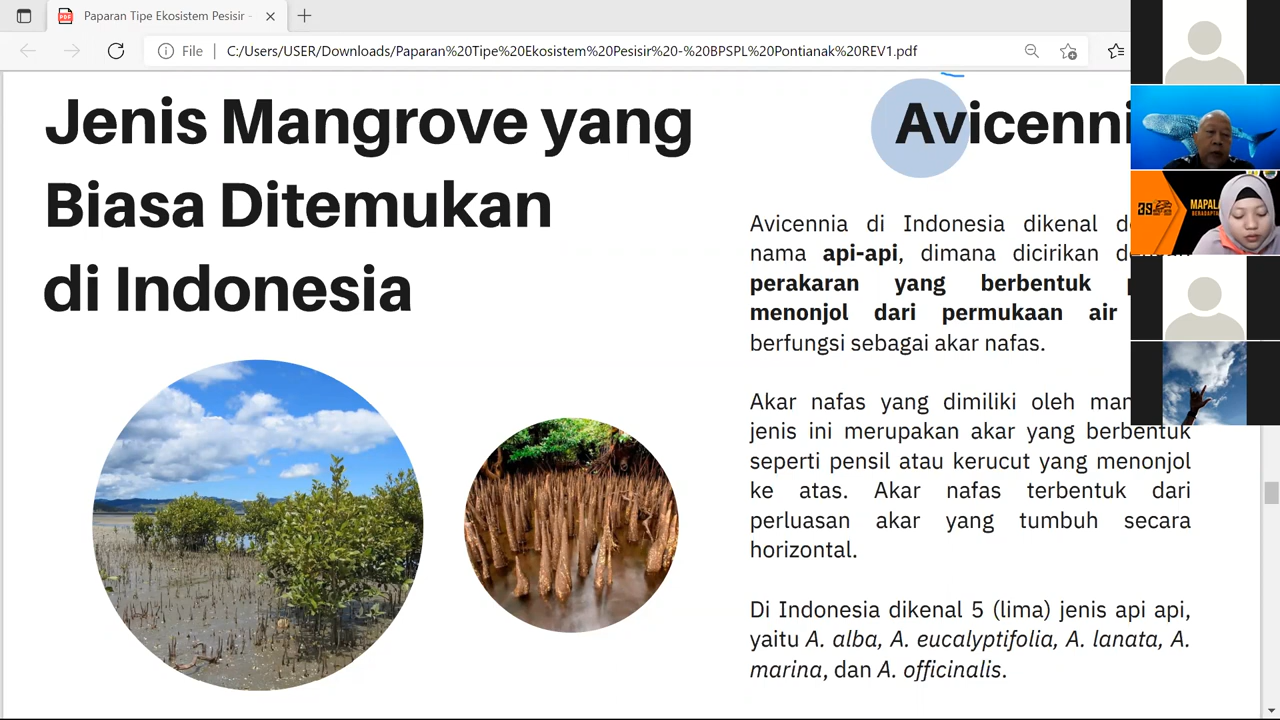 Paparan Tipe Ekosistem Pesisir -
File
C:/Users/USER/Downloads/Paparan%20Tipe%20Ekosistem%20Pesisir%20-%20BPSPL%20Pontianak%20REV1.pdf
Jenis Mangrove yang
Biasa Ditemukan
di Indonesia
Avicenni
Avicennia di Indonesia dikenal
nama api-api, dimana dicirikan
perakaran yang berbentuk
menonjol dari permukaan air
berfungsi sebagai akar nafas.
Akar nafas yang dimiliki oleh
jenis ini merupakan akar yang berbentuk
seperti pensil atau kerucut yang menonjol
ke atas. Akar nafas terbentuk dari
perluasan akar yang tumbuh secara
horizontal.
Di Indonesia dikenal 5 (lima) jenis api api,
yaitu A. alba, A. eucalyptifolia, A. lanata, A.
marina, dan A. officinalis.
39
MAPALA